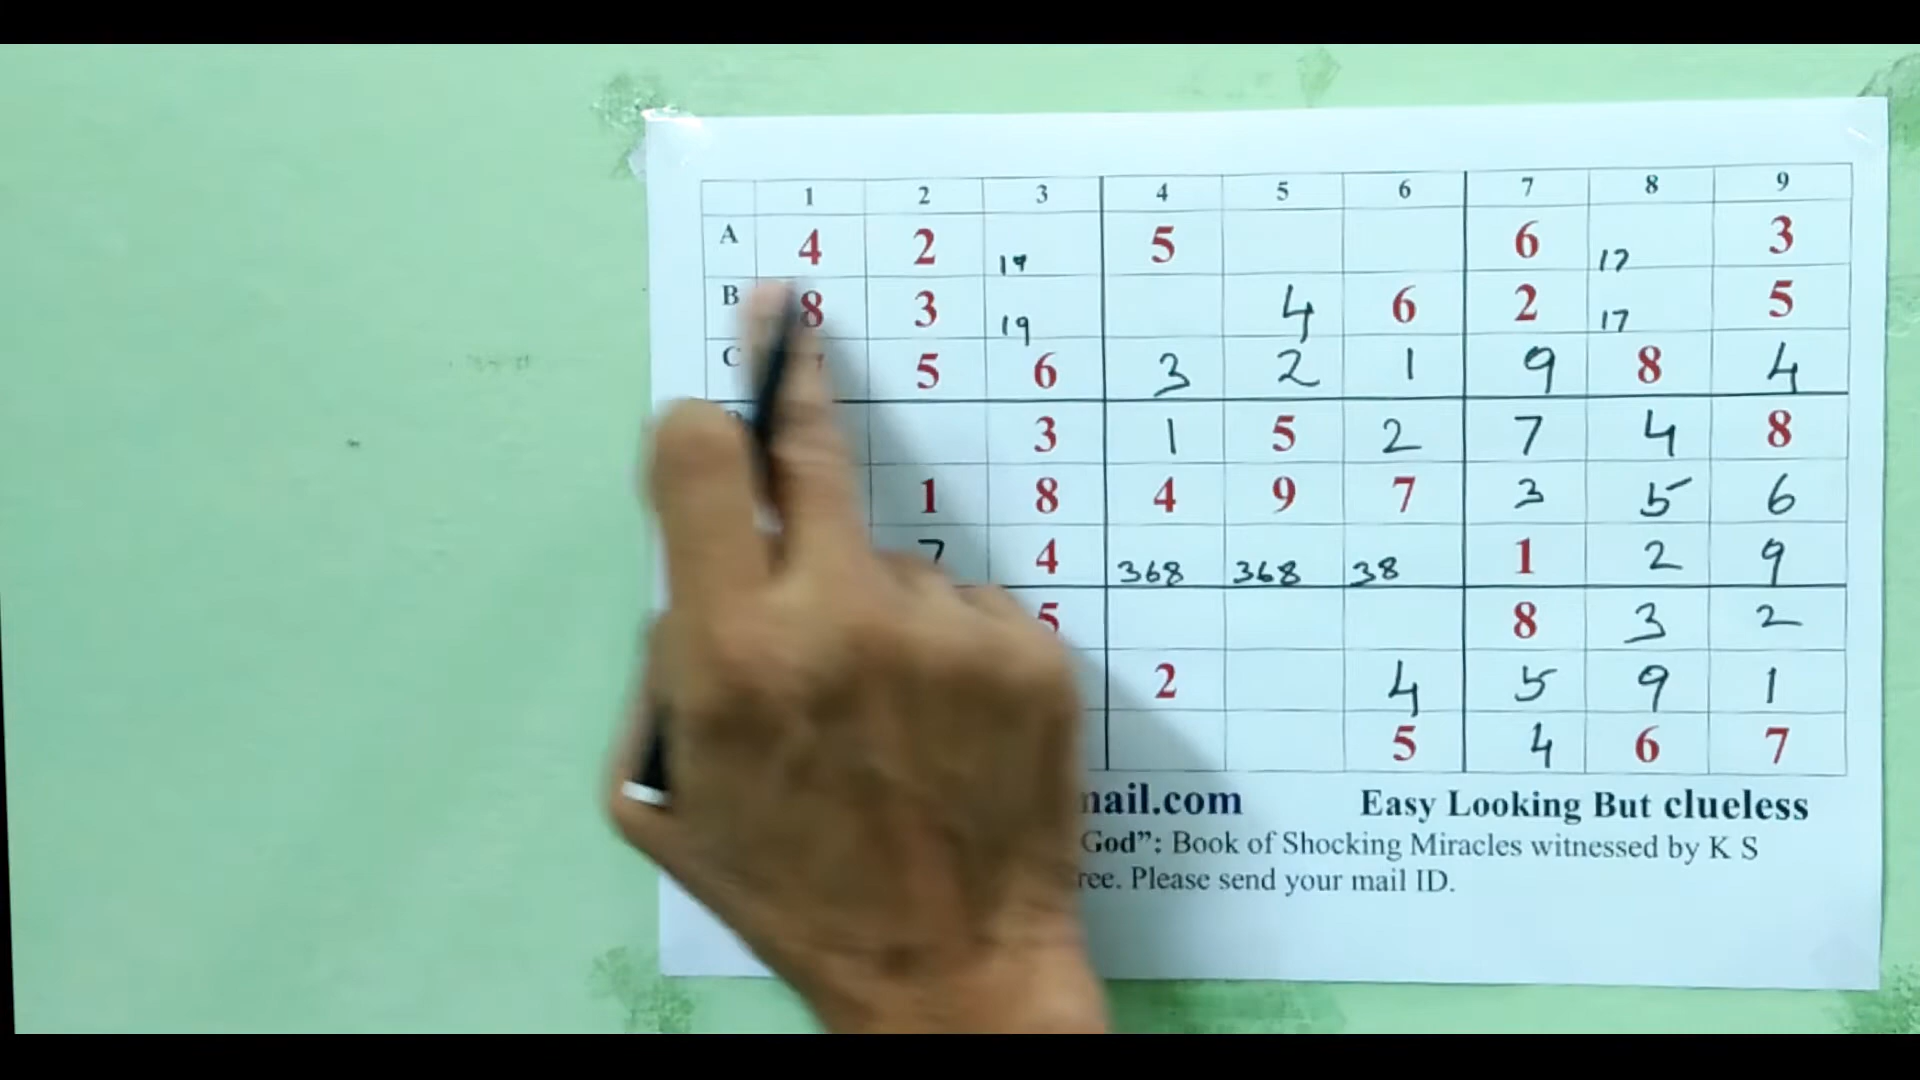 1 2 3 4 5 6 7 8 9
A 4 2 19 5 6 17 3
B 8 3 19 4 6 2 17 5
C 5 6 3 2 1 9 8 4
3 1 5 2 7 4 8
1 8 4 9 7 3 5 6
7 4 368 368 38 1 2 9
5 8 3 2
2 4 5 9 1
5 4 6 7
mail.com Easy Looking But clueless
God”: Book of Shocking Miracles witnessed by K S
ree. Please send your mail ID.